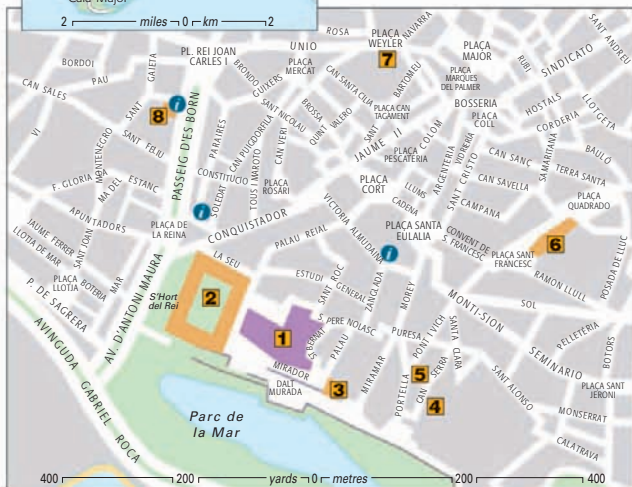 Cala Major
2 miles 0 km 2
ROSA
NAVARRA
SANT ANDREU
UNIO
PLAÇA WEYLER
7
PLAÇA MAJOR
RUBI
SINDICATO
PL. REI JOAN CARLES I
BORDOI
PAU
GAIETA
SANT
CAN SALES
BRONDO
GUIXERS
PLAÇA MERCAT
CAN SANTACILIA
BARTOMEU
SANT
PLAÇA MARQUES DEL PALMER
BOSSERIA
PLAÇA COLL
HOSTALS
LLOTGETA
CORDERIA
8
i
VI
MONTENEGRO
SANT FELIU
PASSEIG D'ES BORN
PARAIRES
CAN PUIGDORFILA
SANT NICOLAU
BROSSA
QUINT
VALERO
PLAÇA CAN TAGAMENT
JAUME II
COLOM
PLAÇA PESCATERIA
ARGENTERIA
VIDRIERIA
SANT CRISTO
CAN SANC
SAMARITANA
BAULÓ
TERRA SANTA
CAN SAVELLA
F. GLORIA
MA DEL
ESTANC
CONSTITUCIO
SOLEDAT
TOUS I MAROTO
CAN VERI
PLAÇA ROSARI
PLAÇA CORT
LLUMS
CADENA
CAMPANA
PLAÇA QUADRADO
APUNTADORS
i
PLAÇA DE LA REINA
CONQUISTADOR
PALAU REIAL
VICTORIA
ALMUDAINA
PLAÇA SANTA EULALIA
i
CONVENT DE S. FRANCESC
6
PLAÇA SANT FRANCESC
RAMON LLULL
POSADA DE LLUC
JAUME FERRER
LLOTJA DE MAR
SANT JOAN
PLAÇA LLOTJA
BOTERIA
MAR
P. DE SAGRERA
AV. D'ANTONI MAURA
LA SEU
2
S'Hort del Rei
ESTUDI GENERAL
SANT ROC
ZANGLADA
MOREY
MONTI-SION
SOL
PELLETERIA
1
ST BERNAT
S. PERE NOLASC
PALAU
PURESA
PONT I VICH
SANTA CLARA
SEMINARIO
BOTORS
AVINGUDA GABRIEL ROCA
MIRADOR
DALT MURADA
3
MIRAMAR
PORTELLA
5
CAN SERRA
4
SANT ALONSO
PLAÇA SANT JERONI
MONSERRAT
CALATRAVA
Parc de la Mar
400 200 yards 0 metres 200 400